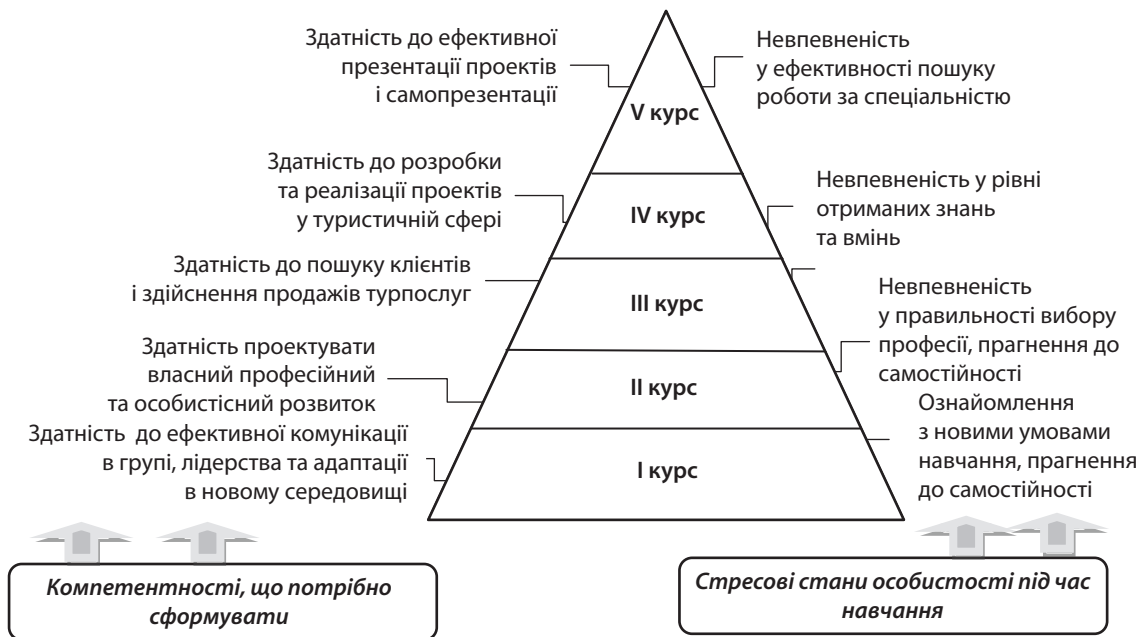 Здатність до ефективної
презентації проектів
і самопрезентації
Невпевненість
у ефективності пошуку
роботи за спеціальністю
V курс
Здатність до розробки
та реалізації проектів
у туристичній сфері
Невпевненість у рівні
отриманих знань
та вмінь
IV курс
Здатність до пошуку клієнтів
і здійснення продажів турпослуг
III курс
Невпевненість
у правильності вибору
професії, прагнення до
самостійності
Здатність проектувати
власний професійний
та особистісний розвиток
II курс
Здатність до ефективної комунікації
в групі, лідерства та адаптації
в новому середовищі
I курс
Ознайомлення
з новими умовами
навчання, прагнення
до самостійності
Компетентності, що потрібно
сформувати
Стресові стани особистості під час
навчання